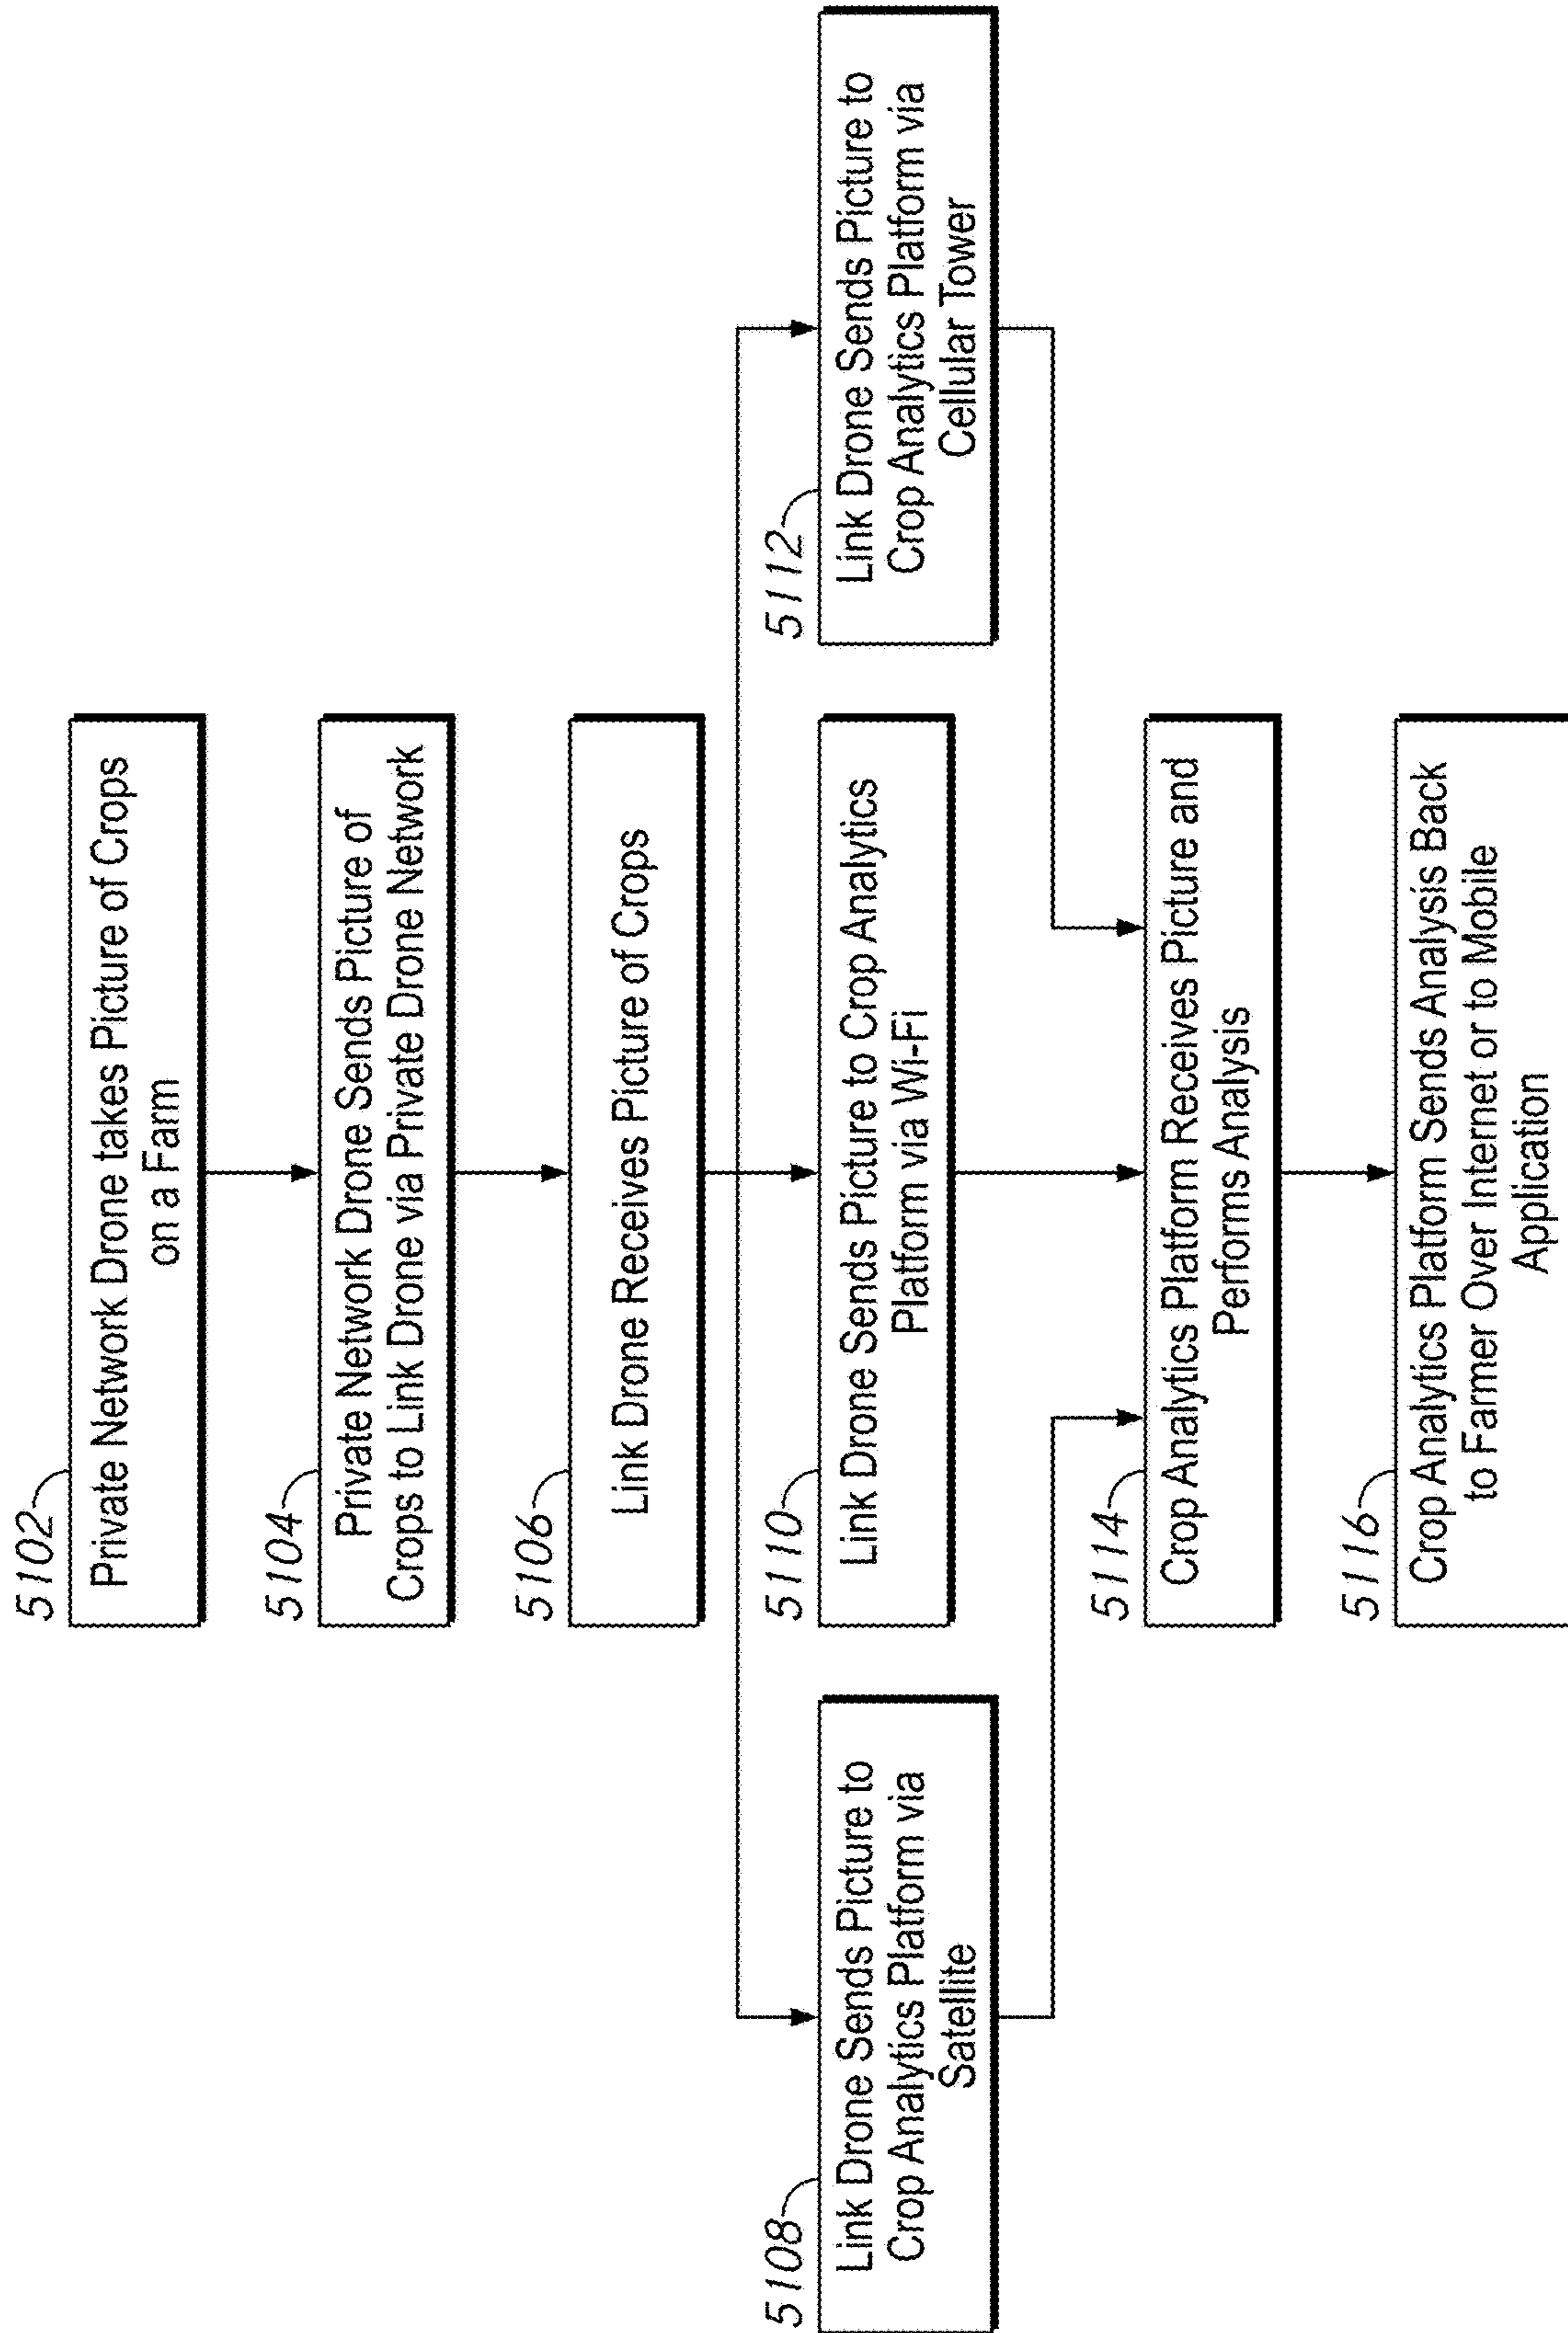 5102
Private Network Drone takes Picture of Crops
on a Farm
5104
Private Network Drone Sends Picture of
Crops to Link Drone via Private Drone Network
5106
Link Drone Receives Picture of Crops
5108
Link Drone Sends Picture to
Crop Analytics Platform via
Satellite
5110
Link Drone Sends Picture to Crop Analytics
Platform via Wi-Fi
5112
Link Drone Sends Picture to
Crop Analytics Platform via
Cellular Tower
5114
Crop Analytics Platform Receives Picture and
Performs Analysis
5116
Crop Analytics Platform Sends Analysis Back
to Farmer Over Internet or to Mobile
Application